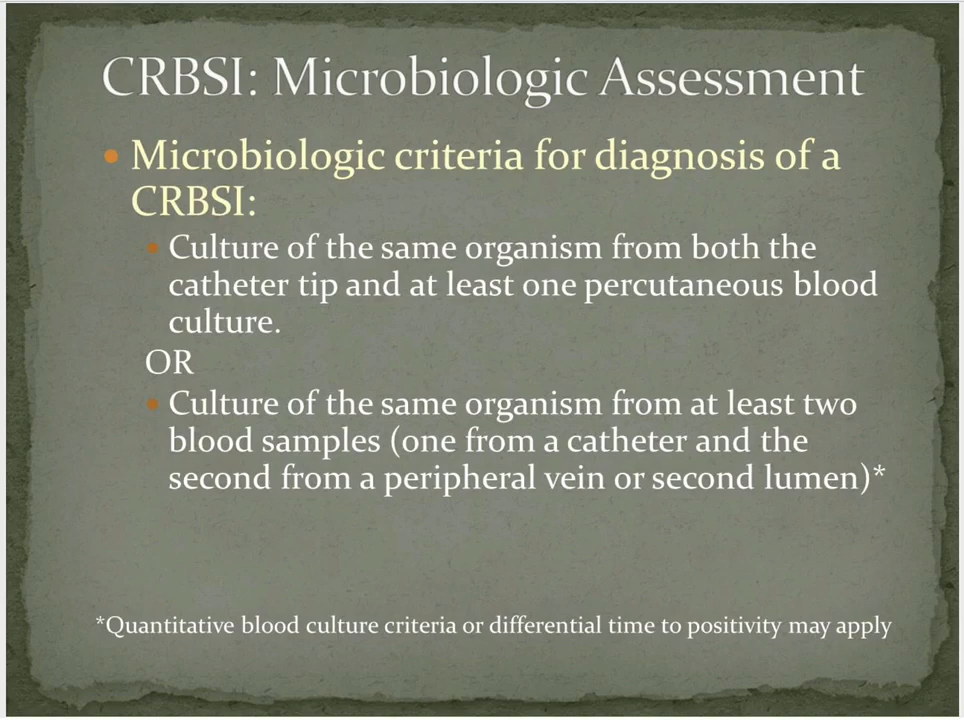 CRBSI: Microbiologic Assessment
Microbiologic criteria for diagnosis of a
CRBSI:
Culture of the same organism from both the
catheter tip and at least one percutaneous blood
culture.
OR
Culture of the same organism from at least two
blood samples (one from a catheter and the
second from a peripheral vein or second lumen)*
*Quantitative blood culture criteria or differential time to positivity may apply